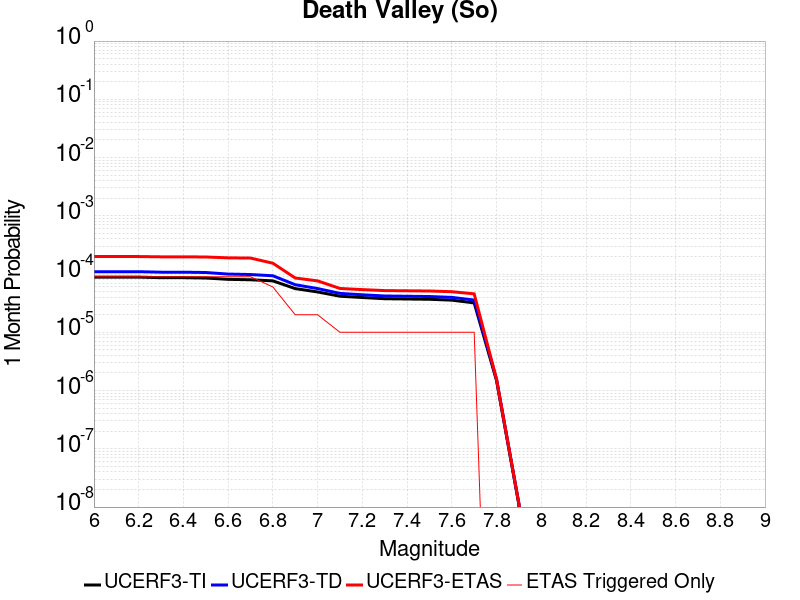 Death Valley (So)
10^0
10^-1
10^-2
10^-3
10^-4
10^-5
10^-6
10^-7
10^-8
1 Month Probability
6 6.2 6.4 6.6 6.8 7 7.2 7.4 7.6 7.8 8 8.2 8.4 8.6 8.8 9
Magnitude
UCERF3-TI UCERF3-TD UCERF3-ETAS ETAS Triggered Only